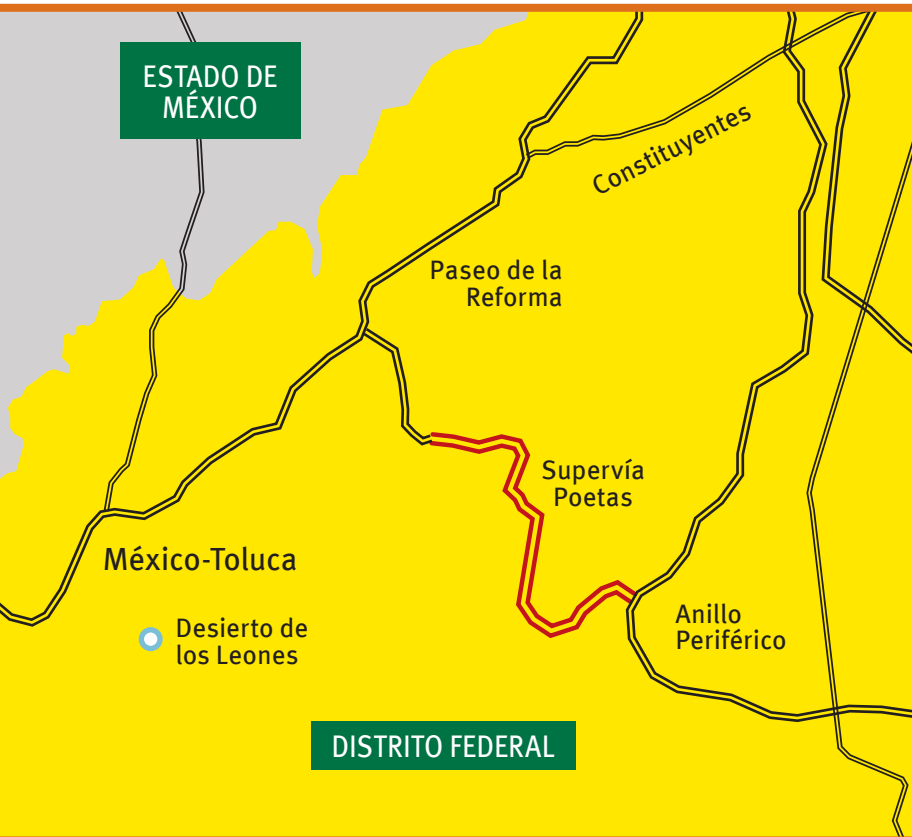 ESTADO DE
MÉXICO
Constituyentes
Paseo de la
Reforma
Supervía
Poetas
México-Toluca
Anillo
Periférico
Desierto de
los Leones
DISTRITO FEDERAL